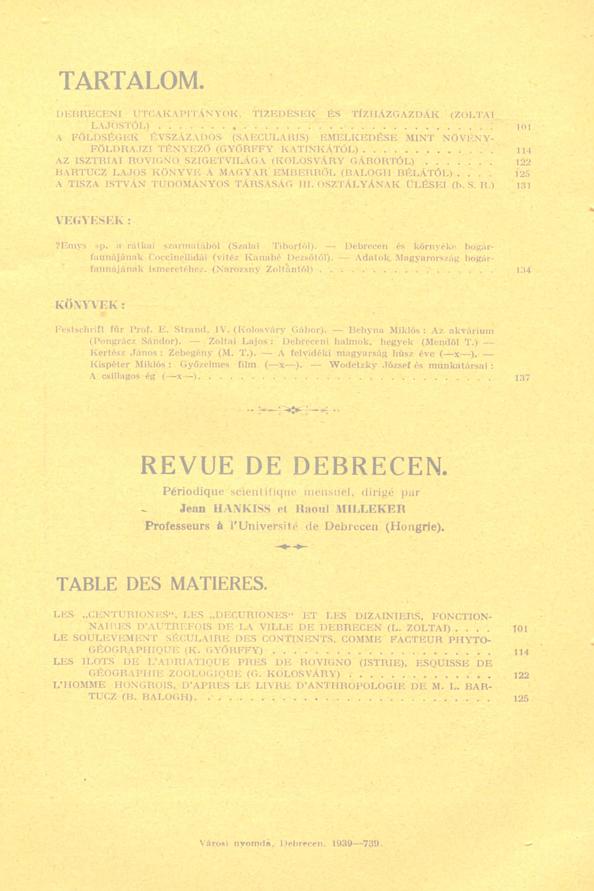 TARTALOM.
DEBRECENI UTCAKAPITÁNYOK, TIZEDESEK ÉS TÍZHÁZGAZDÁK (ZOLTAI
LAJOSTÓL) . . . . . . . . . . . . . . . . . . . . . . . . 101
A FÖLDSÉGEK ÉVSZÁZADOS (SAECULARIS) EMELKEDÉSE MINT NÖVÉNY-
FÖLDRAJZI TÉNYEZŐ (GYŐRFFY KATINKÁTÓL) . . . . . . . . . . 114
AZ ISZTRIAI ROVIGNO SZIGETVILÁGA (KOLOSVÁRY GÁBORTÓL) . . . . . . 122
BARTUCZ LAJOS KÖNYVE A MAGYAR EMBERRŐL (BALOGH BÉLÁTÓL) . . . . 125
A TISZA ISTVÁN TUDOMÁNYOS TÁRSASÁG III. OSZTÁLYÁNAK ÜLÉSEI (b. S. R.) 131
VEGYESEK :
?Emys sp. a rátkai szarmatából (Szalai Tibortól). — Debrecen és környéke bogár-
faunájának Coccinellidái (vitéz Kanabé Dezsőtől). — Adatok Magyarország bogár-
faunájának ismeretéhez. (Narozsny Zoltántól) . . . . . . . . . . . . . 134
KÖNYVEK :
Festschrift für Prof. E. Strand, IV. (Kolosváry Gábor). — Behyna Miklós : Az akvárium
(Pongrácz Sándor). — Zoltai Lajos : Debreceni halmok, hegyek (Mendöl T.) —
Kertész János : Zebegény (M. T.). — A felvidéki magyarság húsz éve (—x—). —
Kispéter Miklós : Győzelmes film (—x—). — Wodetzky József és munkatársai :
A csillagos ég (—x—). . . . . . . . . . . . . . . . . . . . . . . 137
REVUE DE DEBRECEN.
Périodique scientifique mensuel, dirigé par
Jean HANKISS et Raoul MILLEKER
Professeurs à l'Université de Debrecen (Hongrie).
TABLE DES MATIERES.
LES „CENTURIONES“, LES „DECURIONES“ ET LES DIZAINIERS, FONCTION-
NAIRES D'AUTREFOIS DE LA VILLE DE DEBRECEN (L. ZOLTAI) . . . . 101
LE SOULEVEMENT SÉCULAIRE DES CONTINENTS, COMME FACTEUR PHYTO-
GÉOGRAPHIQUE (K. GYŐRFFY) . . . . . . . . . . . . . . . . 114
LES ILOTS DE L'ADRIATIQUE PRES DE ROVIGNO (ISTRIE), ESQUISSE DE
GÉOGRAPHIE ZOOLOGIQUE (G. KOLOSVÁRY) . . . . . . . . . . . 122
L'HOMME HONGROIS, D'APRES LE LIVRE D'ANTHROPOLOGIE DE M. L. BAR-
TUCZ (B. BALOGH). . . . . . . . . . . . . . . . . . . . . . 125
Városi nyomda, Debrecen. 1939—739.